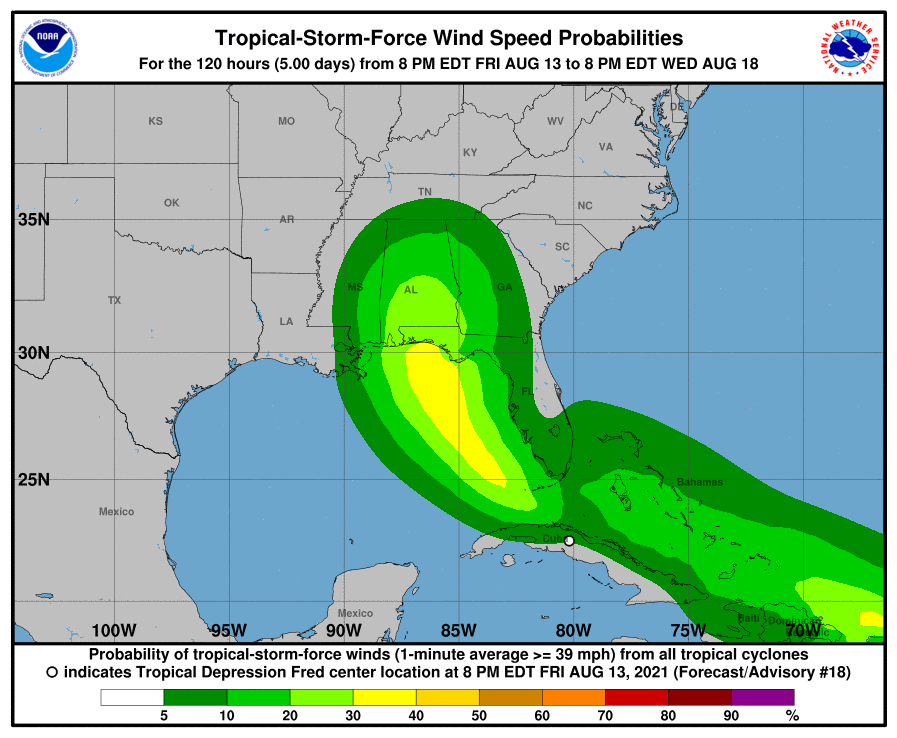 NOAA
Tropical-Storm-Force Wind Speed Probabilities
For the 120 hours (5.00 days) from 8 PM EDT FRI AUG 13 to 8 PM EDT WED AUG 18
NATIONAL WEATHER SERVICE
DE
KS
MO
WV
VA
KY
TN
OK
NC
AR
35N
SC
MS
AL
GA
TX
LA
30N
FL
25N
Bahamas
Mexico
Cuba
Mexico
Haiti
100W
95W
90W
85W
80W
70W
Probability of tropical-storm-force winds (1-minute average >= 39 mph) from all tropical cyclones
indicates Tropical Depression Fred center location at 8 PM EDT FRI AUG 13, 2021 (Forecast/Advisory #18)
5 10 20 30 40 50 60 70 80 90 %